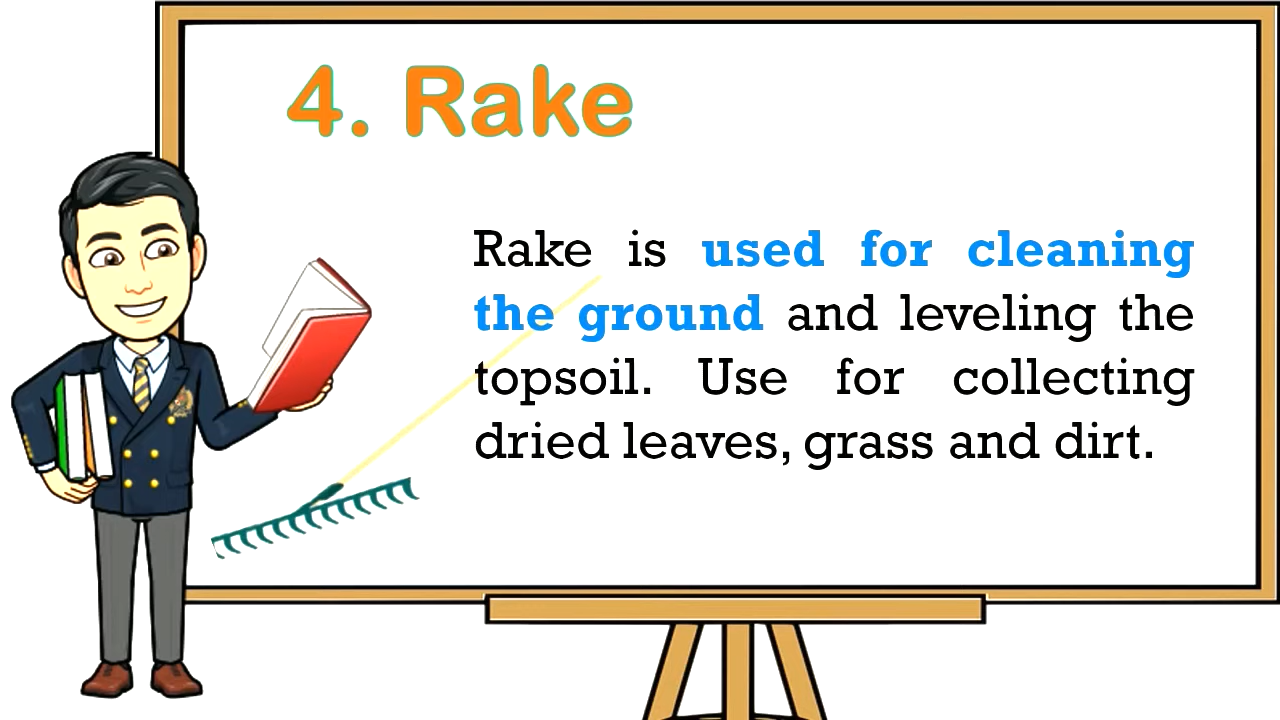 4. Rake
Rake is used for cleaning
the ground and leveling the
topsoil. Use for collecting
dried leaves, grass and dirt.